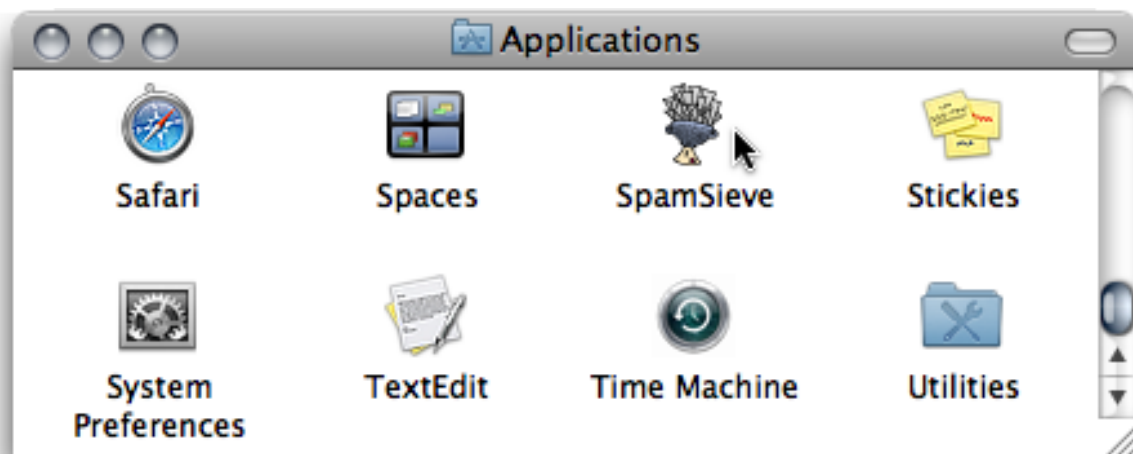 Applications
Safari
Spaces
SpamSieve
Stickies
System
Preferences
TextEdit
Time Machine
Utilities